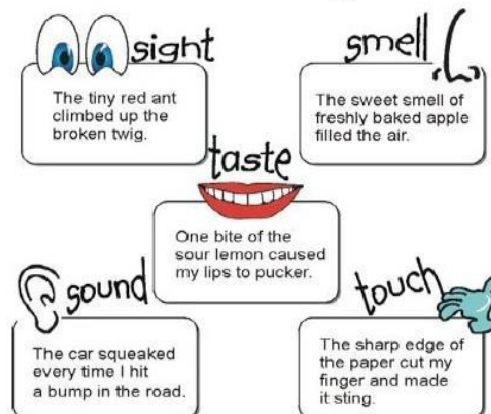 sight
The tiny red ant
climbed up the
broken twig.
smell
The sweet smell of
freshly baked apple
filled the air.
taste
One bite of the
sour lemon caused
my lips to pucker.
sound
The car squeaked
every time I hit
a bump in the road.
touch
The sharp edge of
the paper cut my
finger and made
it sting.